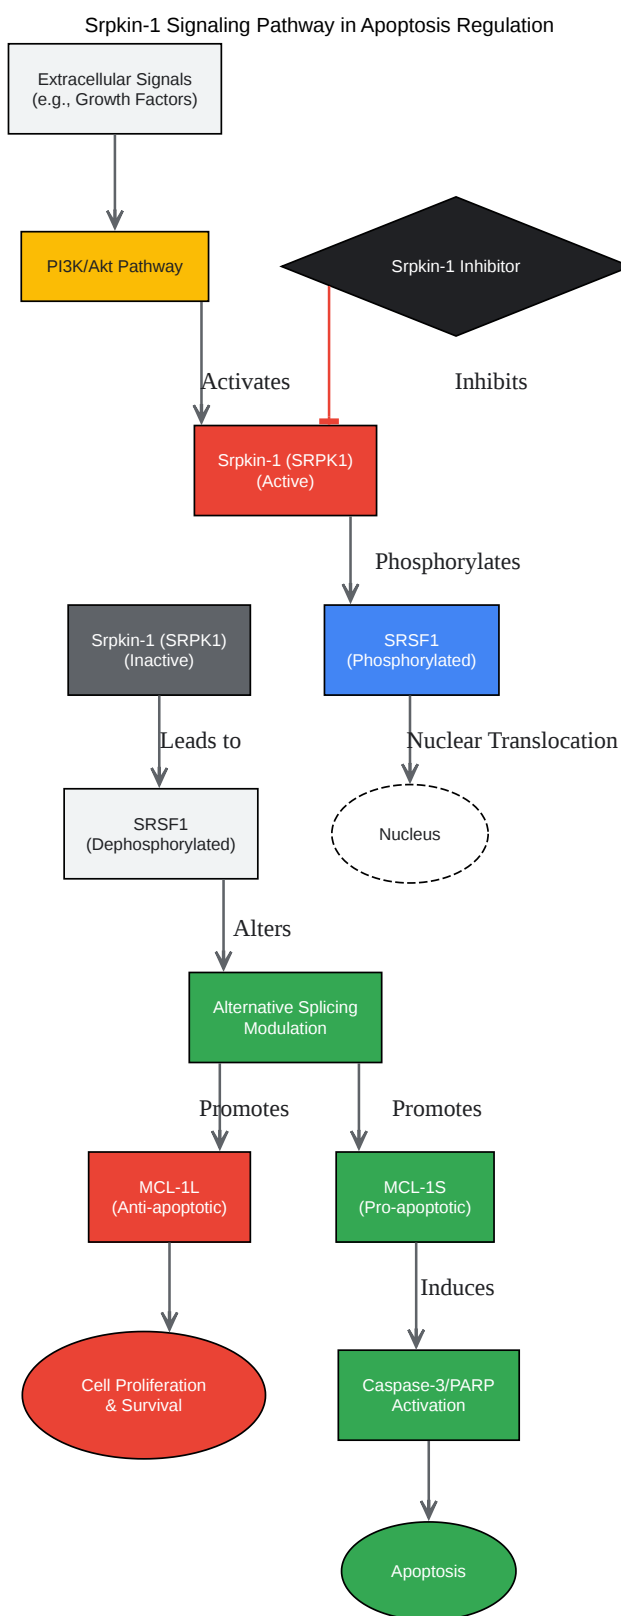 Srpkin-1 Signaling Pathway in Apoptosis Regulation
Extracellular Signals
(e.g., Growth Factors)
PI3K/Akt Pathway
Srpkin-1 Inhibitor
Activates
Inhibits
Srpkin-1 (SRPK1)
(Active)
Phosphorylates
Srpkin-1 (SRPK1)
(Inactive)
SRSF1
(Phosphorylated)
Leads to
Nuclear Translocation
SRSF1
(Dephosphorylated)
Nucleus
Alters
Alternative Splicing
Modulation
Promotes
Promotes
MCL-1L
(Anti-apoptotic)
MCL-1S
(Pro-apoptotic)
Induces
Cell Proliferation
& Survival
Caspase-3/PARP
Activation
Apoptosis